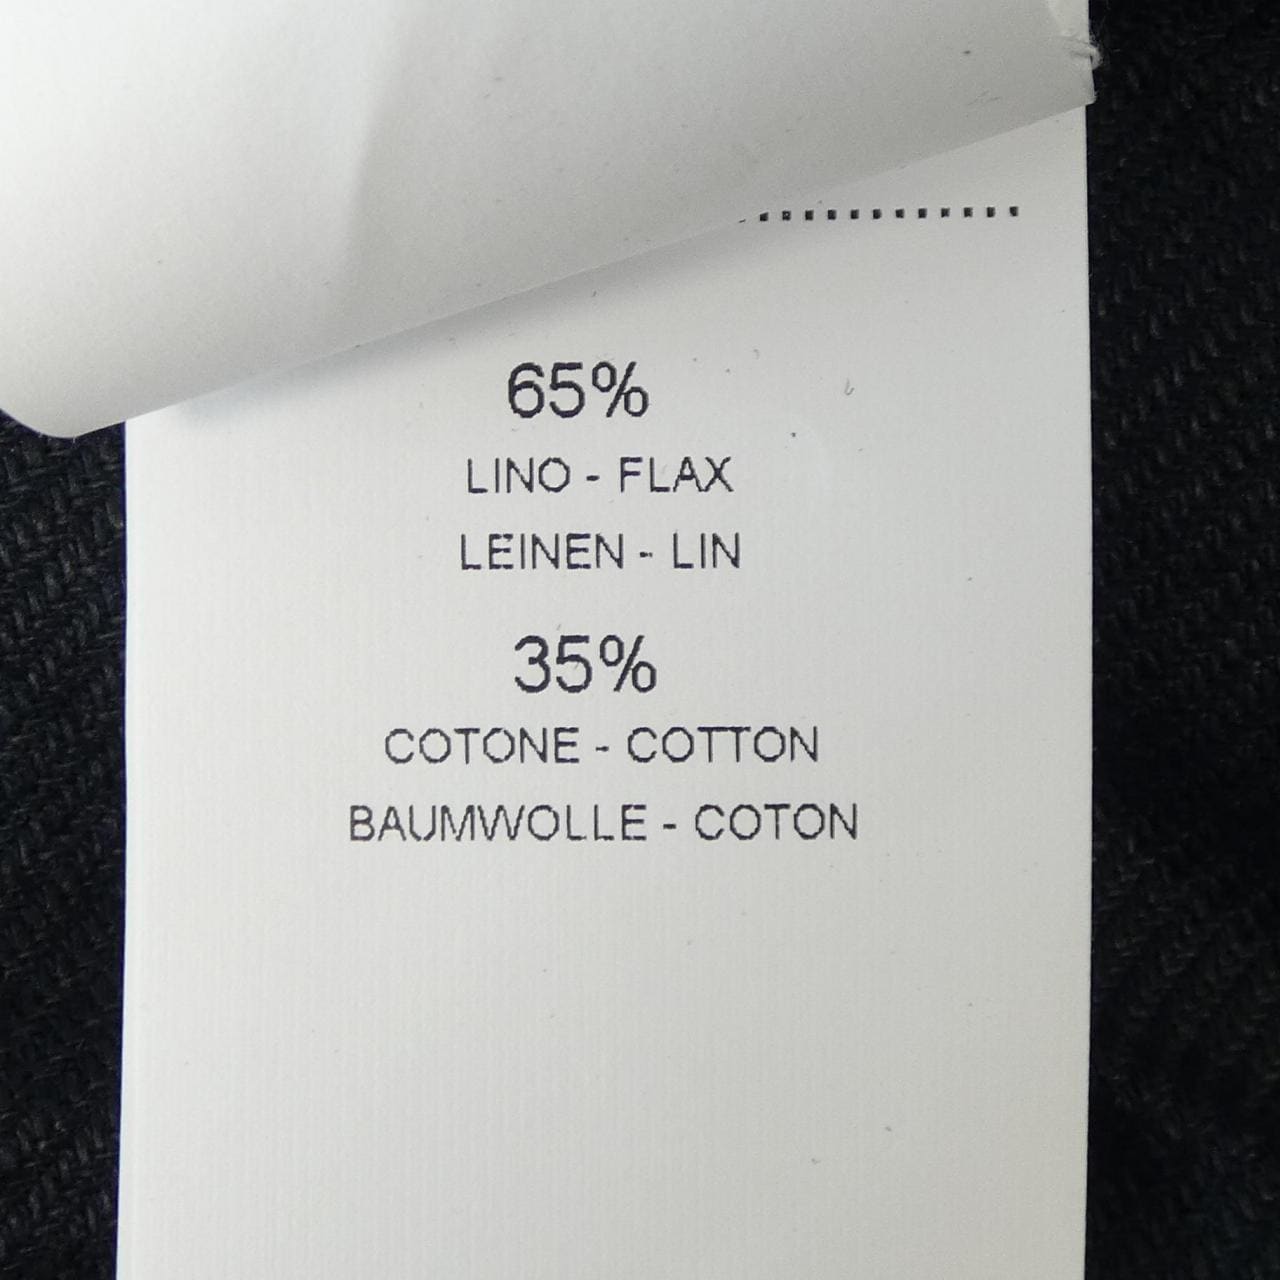 65%
LINO - FLAX
LEINEN - LIN
35%
COTONE - COTTON
BAUMWOLLE - COTON